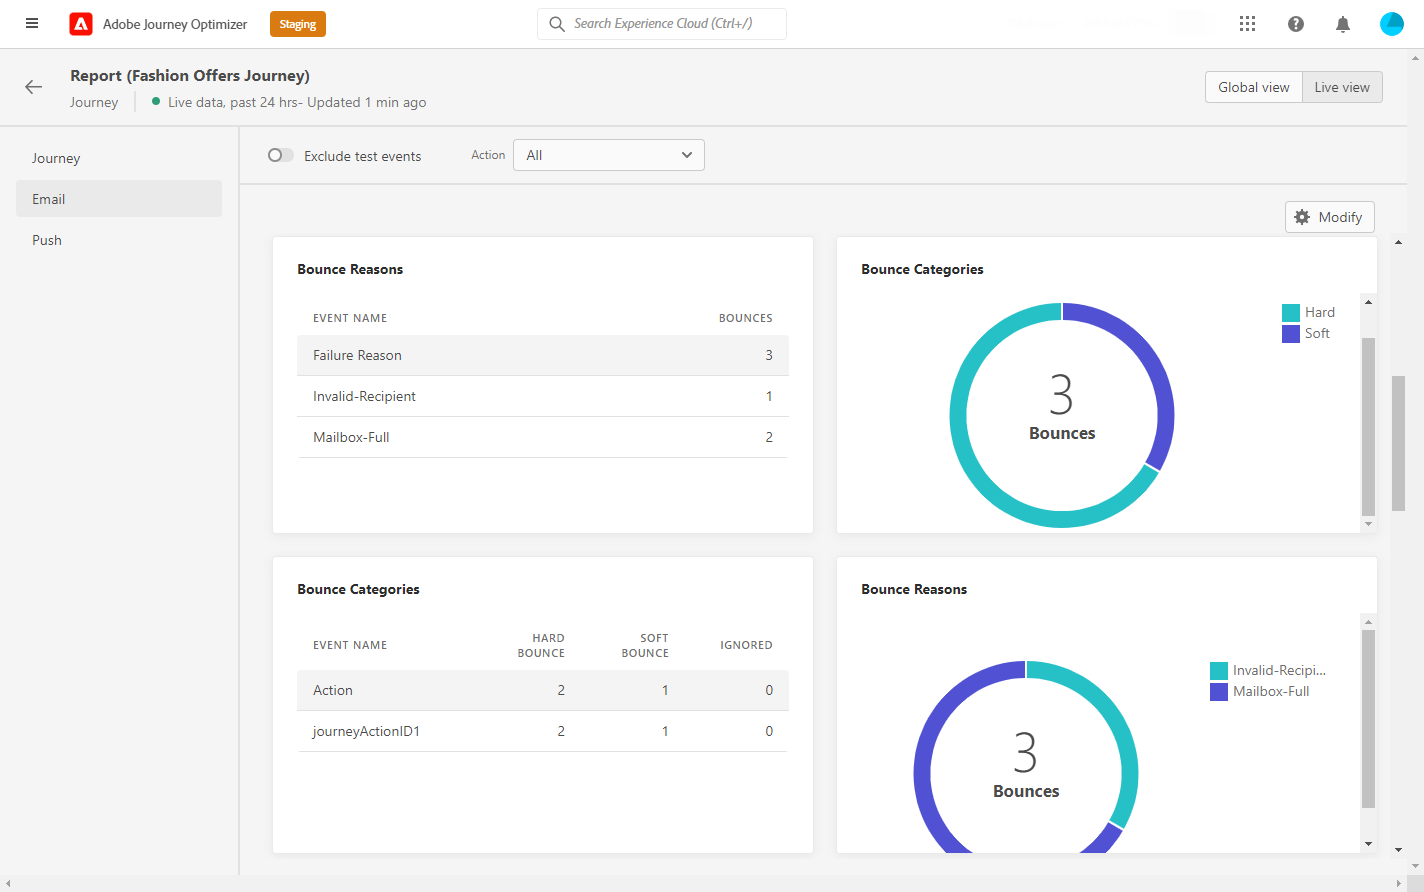 Adobe Journey Optimizer
Staging
Search Experience Cloud (Ctrl+/)
Report (Fashion Offers Journey)
Journey
Live data, past 24 hrs- Updated 1 min ago
Global view
Live view
Journey
Email
Push
Exclude test events
Action
All
Modify
Bounce Reasons
EVENT NAME BOUNCES
Failure Reason 3
Invalid-Recipient 1
Mailbox-Full 2
Bounce Categories
3
Bounces
Hard
Soft
Bounce Categories
EVENT NAME HARD BOUNCE SOFT BOUNCE IGNORED
Action 2 1 0
journeyActionID1 2 1 0
Bounce Reasons
3
Bounces
Invalid-Recipi...
Mailbox-Full